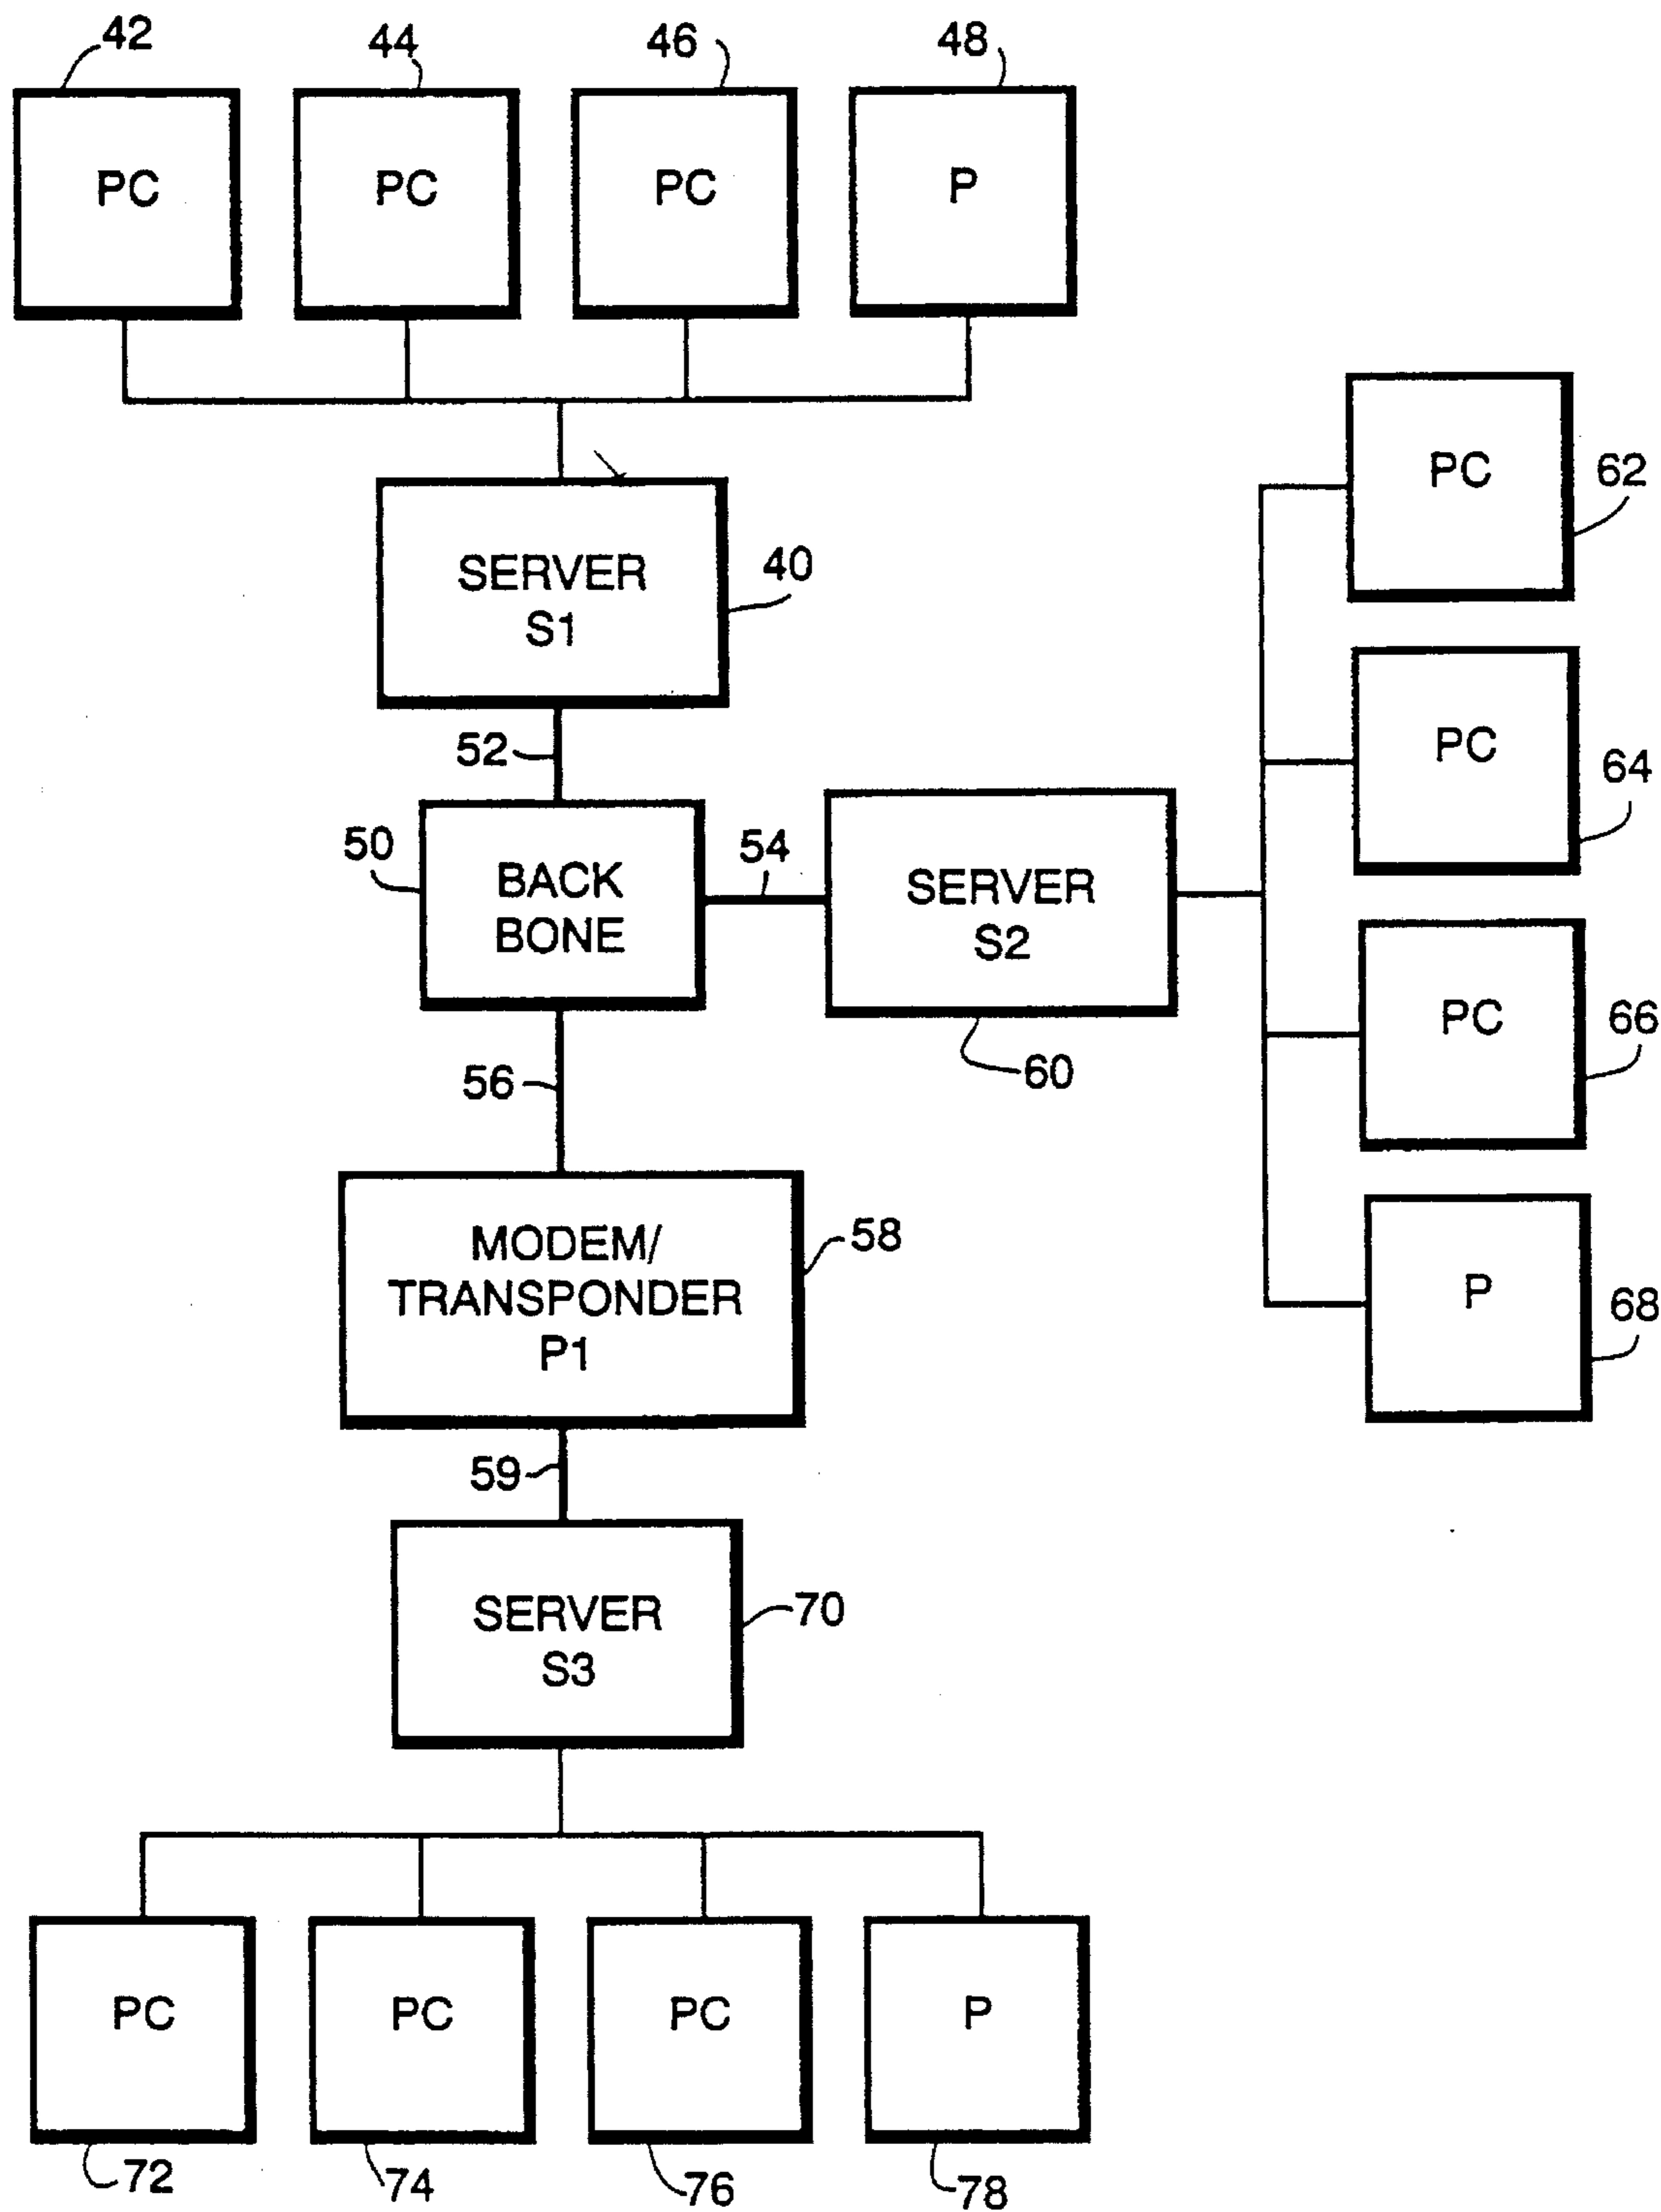 42
44
46
48
PC
PC
PC
P
SERVER
S1
40
52
50
BACK
BONE
54
SERVER
S2
60
PC
62
PC
64
PC
66
P
68
56
MODEM/
TRANSPONDER
P1
58
59
SERVER
S3
70
PC
PC
PC
P
72
74
76
78